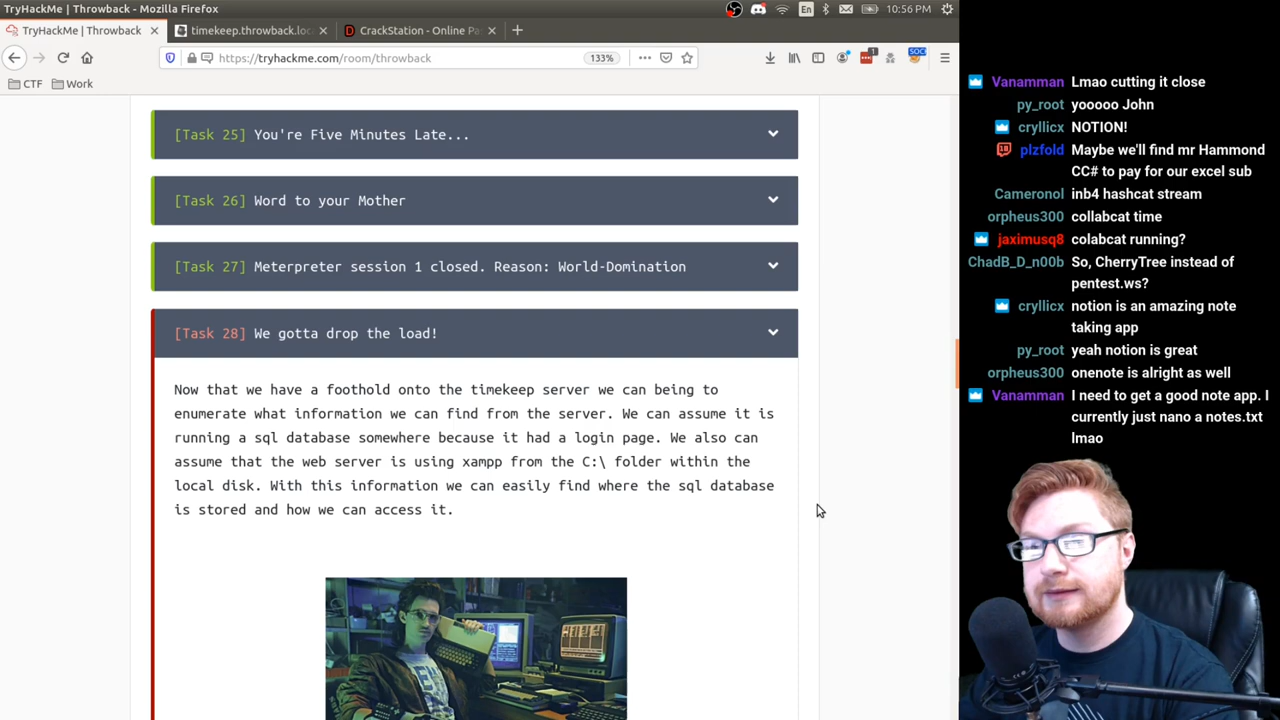 TryHackMe | Throwback - Mozilla Firefox
En
10:56 PM
TryHackMe | Throwback
timekeep.throwback.loc
CrackStation - Online Pa
https://tryhackme.com/room/throwback
133%
1
SOCI
CTF
Work
[Task 25] You're Five Minutes Late...
[Task 26] Word to your Mother
[Task 27] Meterpreter session 1 closed. Reason: World-Domination
[Task 28] We gotta drop the load!
Now that we have a foothold onto the timekeep server we can being to
enumerate what information we can find from the server. We can assume it is
running a sql database somewhere because it had a login page. We also can
assume that the web server is using xampp from the C:\ folder within the
local disk. With this information we can easily find where the sql database
is stored and how we can access it.
Vanamman Lmao cutting it close
py_root yooooo John
cryllicx NOTION!
plzfold Maybe we'll find mr Hammond
CC# to pay for our excel sub
Cameronol inb4 hashcat stream
orpheus300 collabcat time
jaximusq8 colabcat running?
ChadB_D_n00b So, CherryTree instead of
pentest.ws?
cryllicx notion is an amazing note
taking app
py_root yeah notion is great
orpheus300 onenote is alright as well
Vanamman I need to get a good note app. I
currently just nano a notes.txt
lmao